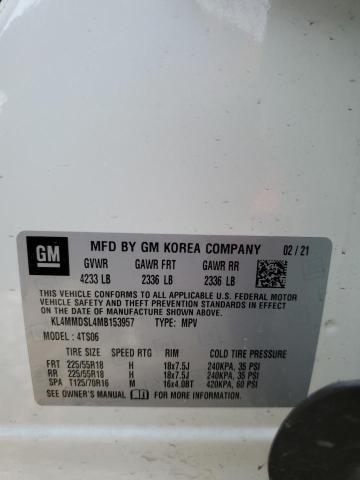 GM MFD BY GM KOREA COMPANY 02/21
GVWR GAWR FRT GAWR RR
4233 LB 2336 LB 2336 LB
THIS VEHICLE CONFORMS TO ALL APPLICABLE U.S. FEDERAL MOTOR
VEHICLE SAFETY, BUMPER, AND THEFT PREVENTION STANDARDS IN
EFFECT ON THE DATE OF MANUFACTURE SHOWN ABOVE.
KL4MMDSL4MB153957 TYPE: MPV
MODEL: 4TS06
TIRE SIZE SPEED RTG RIM COLD TIRE PRESSURE
FRT 225/55R18 H 18x7.5J 240KPA, 35 PSI
RR 225/55R18 H 18x7.5J 240KPA, 35 PSI
SPA T125/70R16 M 16x4.0BT 420KPA, 60 PSI
SEE OWNER'S MANUAL FOR MORE INFORMATION